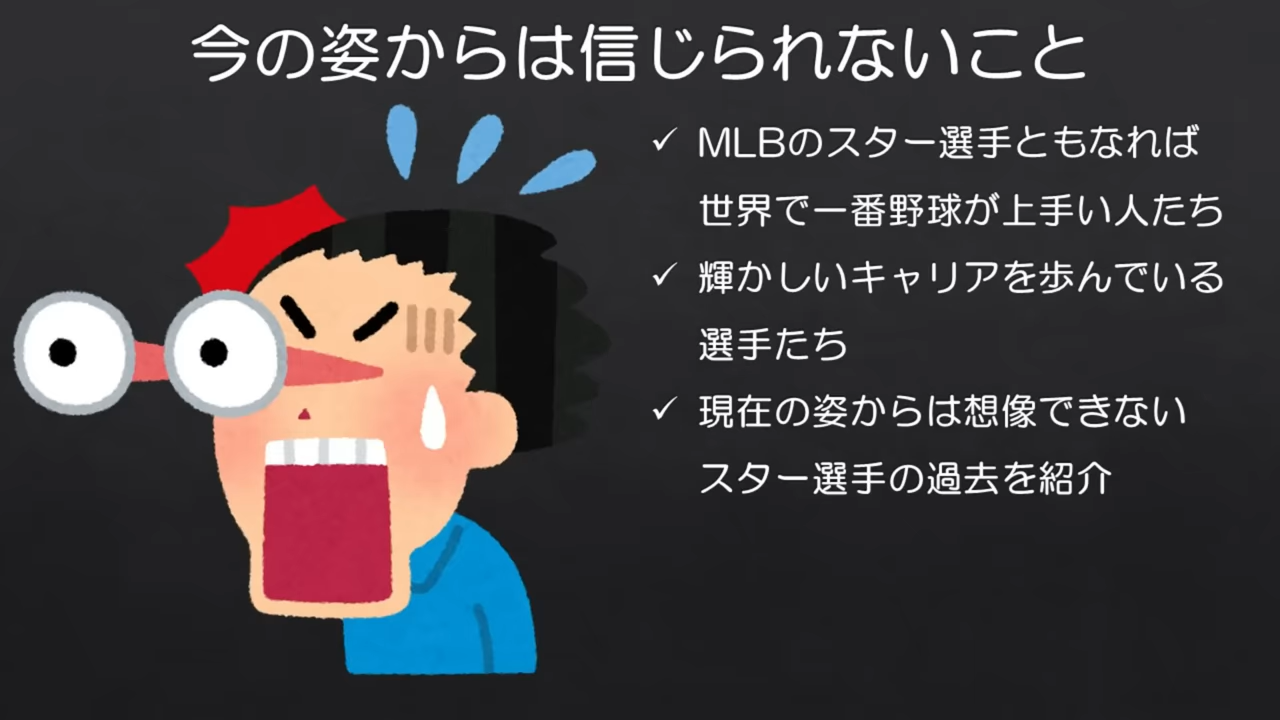 今の姿からは信じられないこと
✓ MLBのスター選手ともなれば
世界で一番野球が上手い人たち
✓ 輝かしいキャリアを歩んでいる
選手たち
✓ 現在の姿からは想像できない
スター選手の過去を紹介